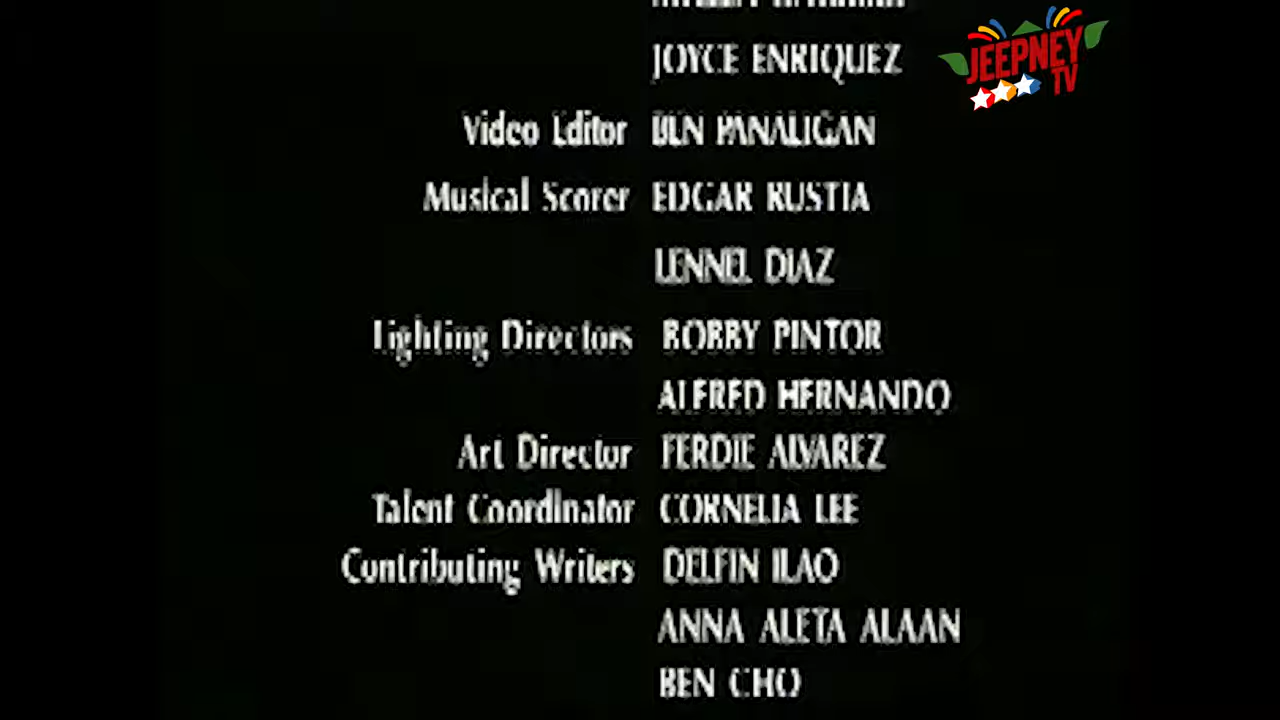 JOYCE ENRIQUEZ
JEEPNEY
TV
Video Editor BEN PANALIGAN
Musical Scorer EDGAR RUSTIA
LENNEL DIAZ
Lighting Directors BOBBY PINTOR
ALFRED HERNANDO
Art Director FERDIE ALVAREZ
Talent Coordinator CORNELIA LEE
Contributing Writers DELFIN ILAO
ANNA ALETA ALAAN
BEN CHO